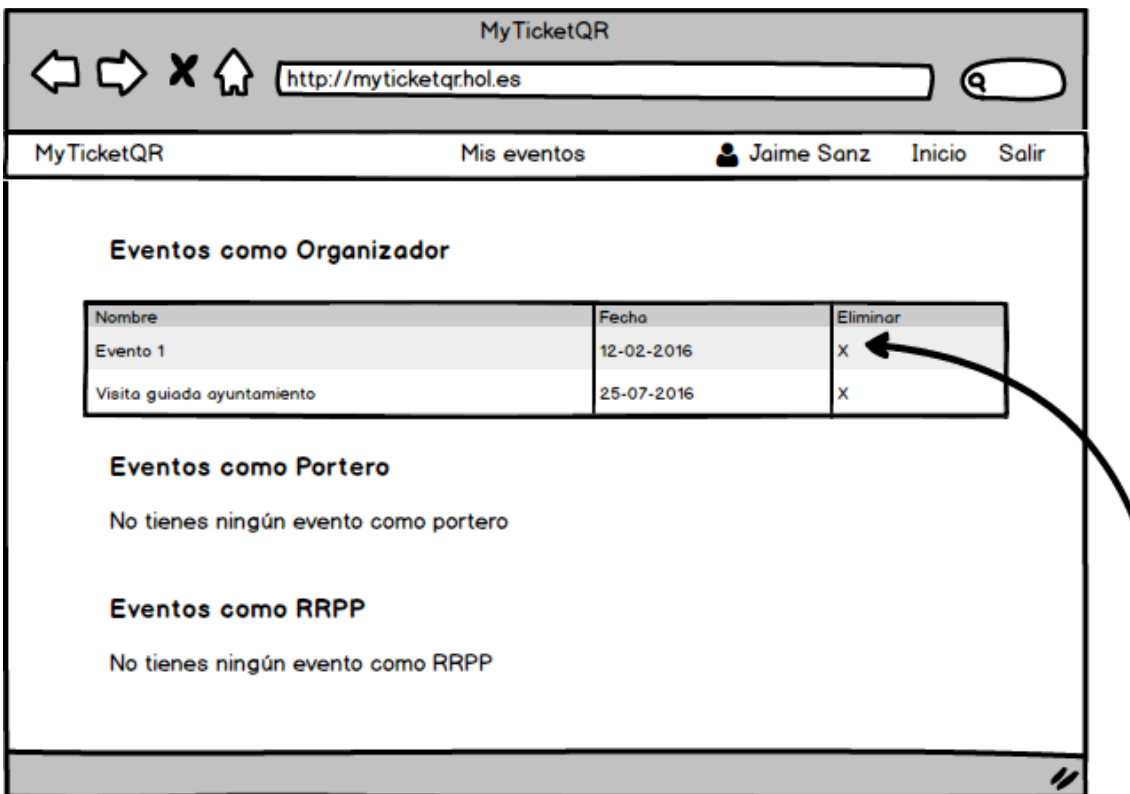 MyTicketQR
http://myticketqr.hol.es
MyTicketQR Mis eventos Jaime Sanz Inicio Salir
Eventos como Organizador
Nombre Fecha Eliminar
Evento 1 12-02-2016 X
Visita guiada ayuntamiento 25-07-2016 X
Eventos como Portero
No tienes ningún evento como portero
Eventos como RRPP
No tienes ningún evento como RRPP